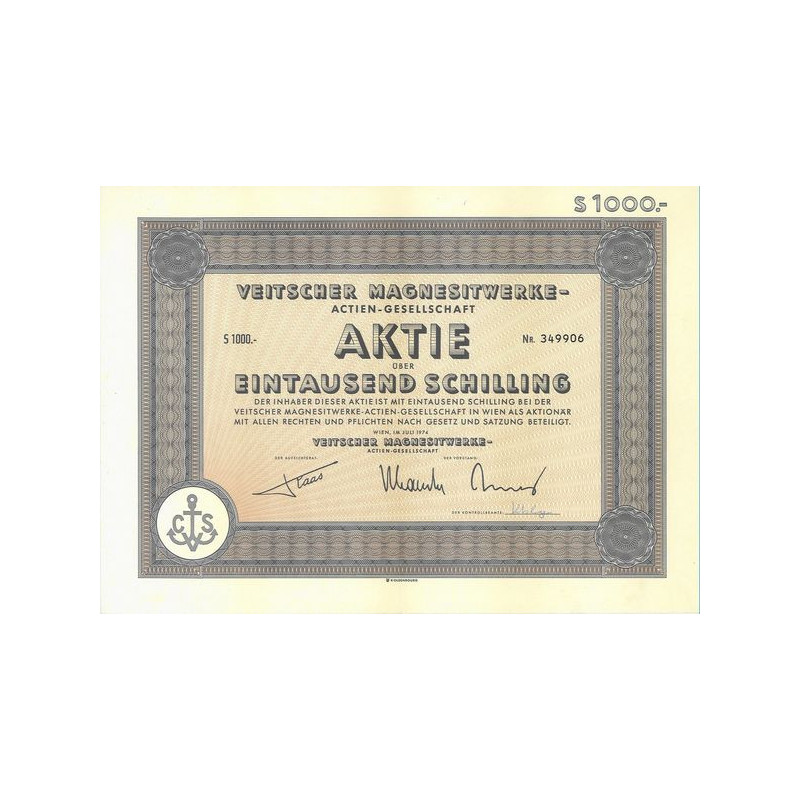 S 1000.-
VEITSCHER MAGNESITWERKE-
ACTIEN-GESELLSCHAFT
S 1000.-
AKTIE
NR. 349906
ÜBER
EINTAUSEND SCHILLING
DER INHABER DIESER AKTIE IST MIT EINTAUSEND SCHILLING BEI DER
VEITSCHER MAGNESITWERKE-ACTIEN-GESELLSCHAFT IN WIEN ALS AKTIONÄR
MIT ALLEN RECHTEN UND PFLICHTEN NACH GESETZ UND SATZUNG BETEILIGT.
WIEN, IM JULI 1974
VEITSCHER MAGNESITWERKE-
ACTIEN-GESELLSCHAFT
DER AUFSICHTSRAT:
DER VORSTAND:
DER KONTROLLBEAMTE:
C S
R. OLDENBOURG